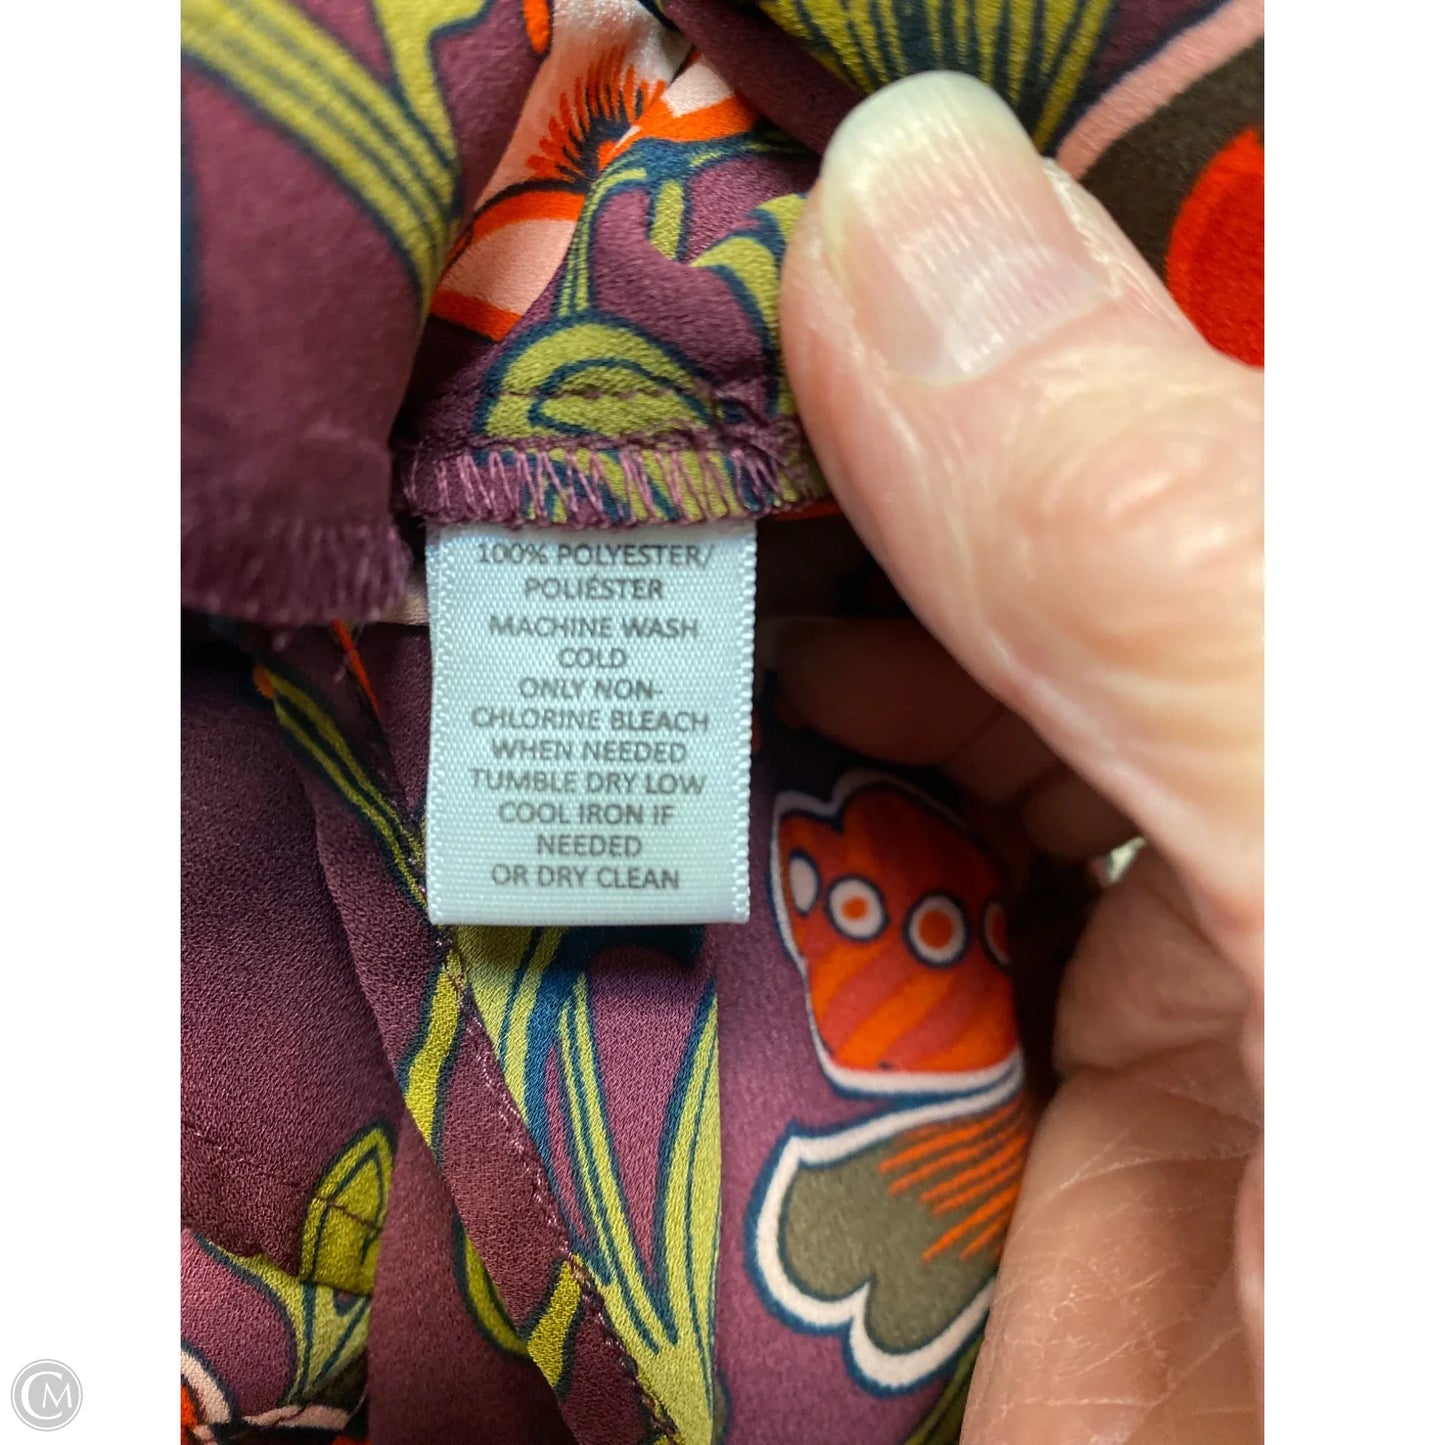 100% POLYESTER/
POLIÉSTER
MACHINE WASH
COLD
ONLY NON-
CHLORINE BLEACH
WHEN NEEDED
TUMBLE DRY LOW
COOL IRON IF
NEEDED
OR DRY CLEAN
CM